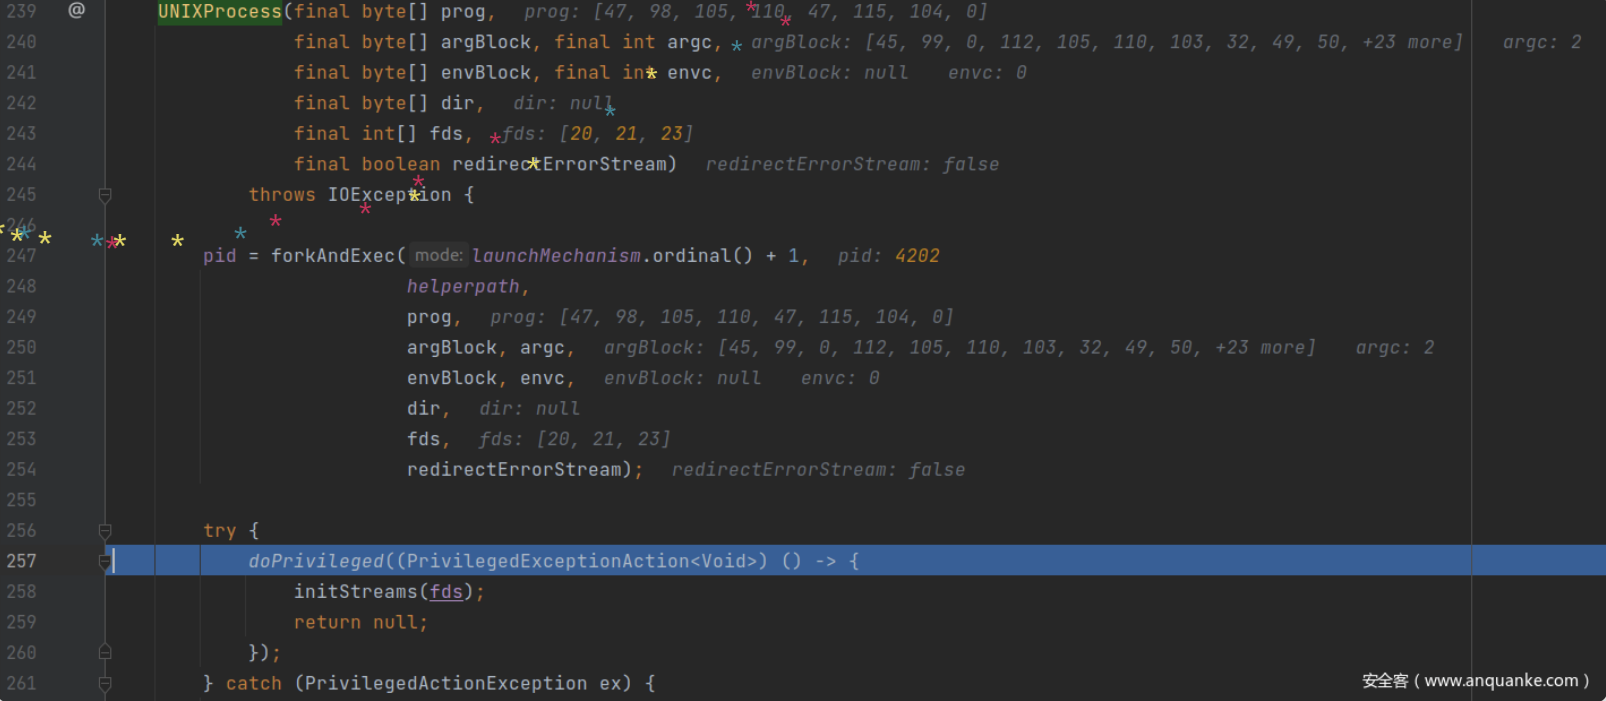 239 @ UNIXProcess(final byte[] prog, prog: [47, 98, 105, 110, 47, 115, 104, 0]
240 final byte[] argBlock, final int argc, argBlock: [45, 99, 0, 112, 105, 110, 103, 32, 49, 50, +23 more] argc: 2
241 final byte[] envBlock, final int envc, envBlock: null envc: 0
242 final byte[] dir, dir: null
243 final int[] fds, fds: [20, 21, 23]
244 final boolean redirectErrorStream) redirectErrorStream: false
245 throws IOException {
246
247 pid = forkAndExec( mode: launchMechanism.ordinal() + 1, pid: 4202
248 helperpath,
249 prog, prog: [47, 98, 105, 110, 47, 115, 104, 0]
250 argBlock, argc, argBlock: [45, 99, 0, 112, 105, 110, 103, 32, 49, 50, +23 more] argc: 2
251 envBlock, envc, envBlock: null envc: 0
252 dir, dir: null
253 fds, fds: [20, 21, 23]
254 redirectErrorStream); redirectErrorStream: false
255
256 try {
257 doPrivileged((PrivilegedExceptionAction<Void>) () -> {
258 initStreams(fds);
259 return null;
260 });
261 } catch (PrivilegedActionException ex) {
安全客 ( www.anquanke.com )